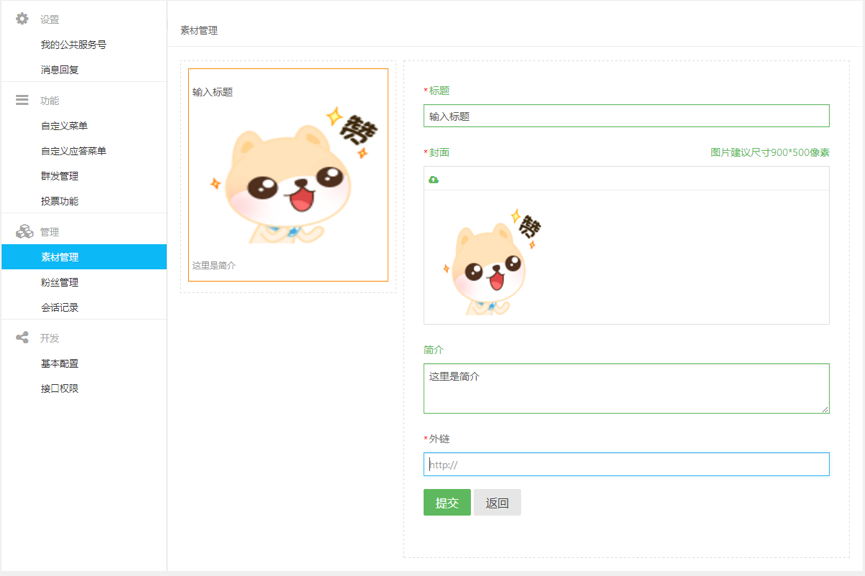 设置
我的公共服务号
消息回复
功能
自定义菜单
自定义应答菜单
群发管理
投票功能
管理
素材管理
粉丝管理
会话记录
开发
基本配置
接口权限
素材管理
输入标题
赞
这里是简介
*标题
输入标题
*封面 图片建议尺寸900*500像素
赞
简介
这里是简介
*外链
http://
提交 返回